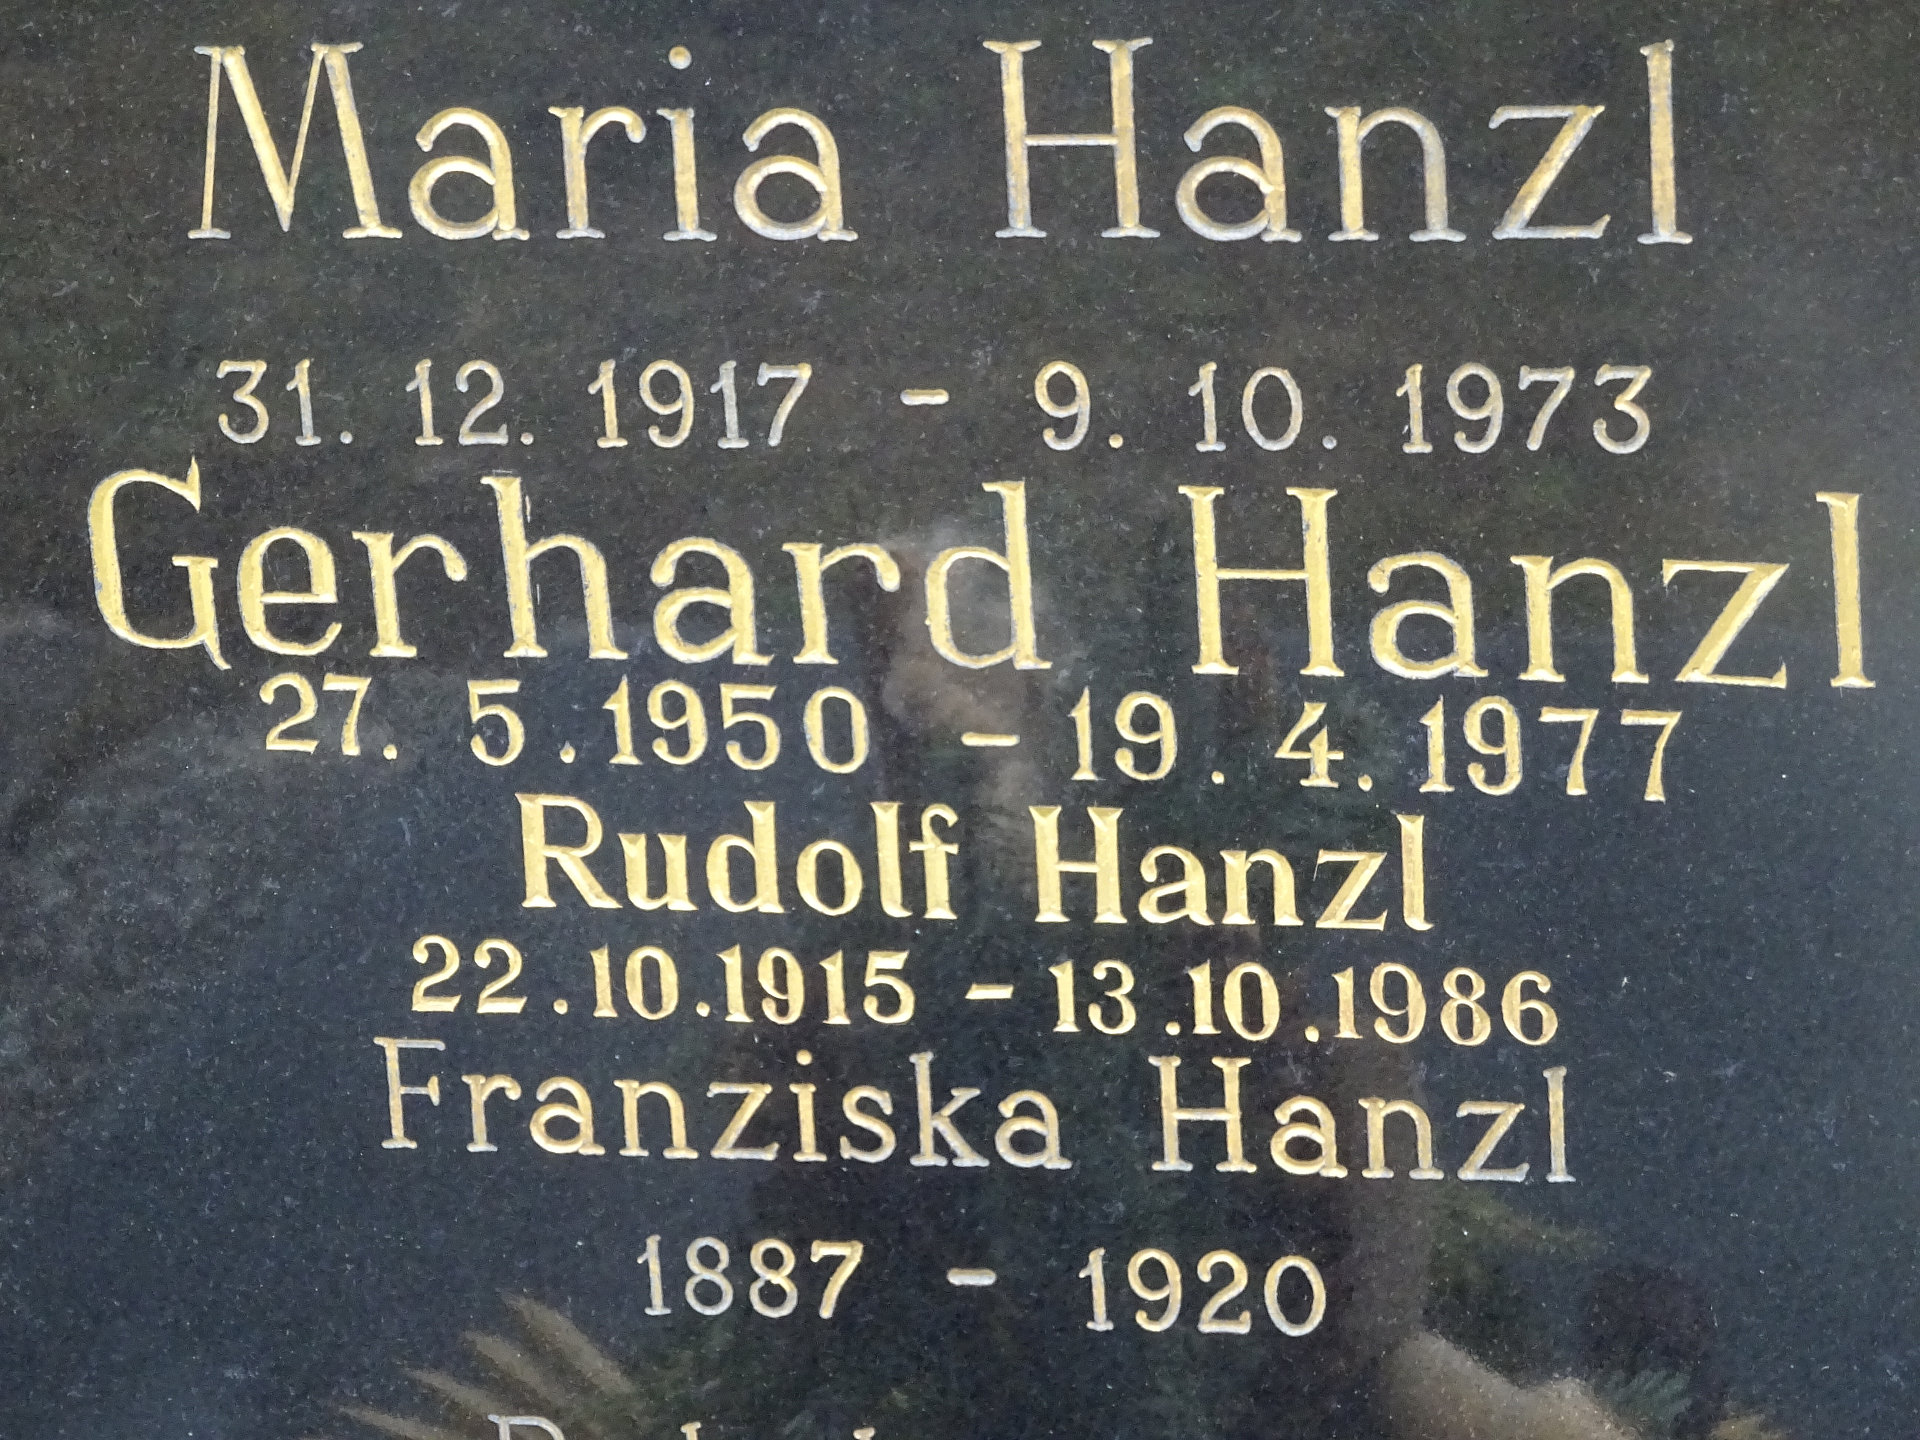 Maria Hanzl
31. 12. 1917 - 9. 10. 1973
Gerhard Hanzl
27. 5. 1950 - 19. 4. 1977
Rudolf Hanzl
22.10.1915 - 13.10.1986
Franziska Hanzl
1887 - 1920